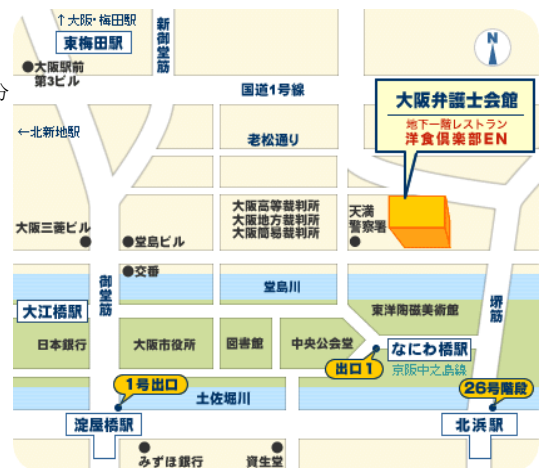 ↑大阪・梅田駅
東梅田駅
新御堂筋
N
●大阪駅前
第3ビル
分
国道1号線
大阪弁護士会館
地下一階レストラン
洋食倶楽部EN
←北新地駅
老松通り
大阪高等裁判所
大阪地方裁判所
大阪簡易裁判所
天満
警察署
大阪三菱ビル
●堂島ビル
●交番
御堂筋
堂島川
堺筋
大江橋駅
東洋陶磁美術館
日本銀行
大阪市役所
図書館
中央公会堂
なにわ橋駅
出口1
京阪中之島線
1号出口
土佐堀川
26号階段
淀屋橋駅
北浜駅
みずほ銀行
資生堂